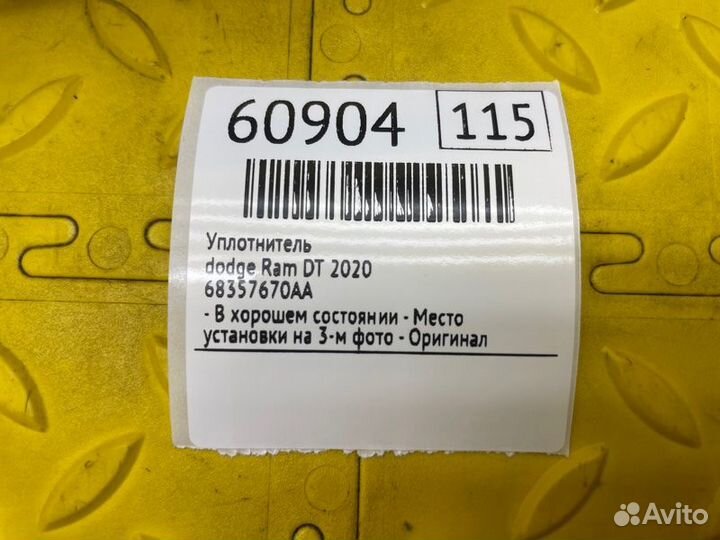 60904 115
Уплотнитель
dodge Ram DT 2020
68357670AA
- В хорошем состоянии - Место
установки на 3-м фото - Оригинал
Avito